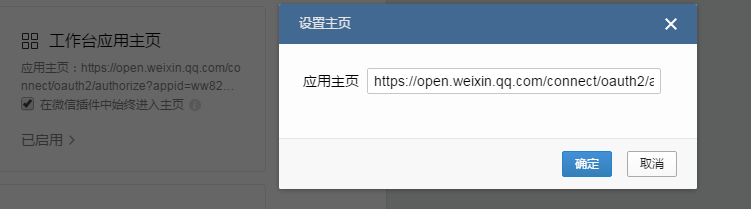 工作台应用主页
应用主页：https://open.weixin.qq.com/co
nnect/oauth2/authorize?appid=ww82...
在微信插件中始终进入主页
已启用
设置主页
应用主页 https://open.weixin.qq.com/connect/oauth2/a
确定 取消